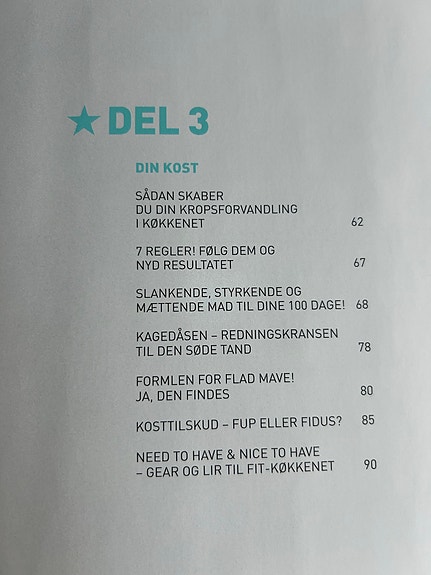 ★ DEL 3
DIN KOST
SÅDAN SKABER
DU DIN KROPSFORVANDLING
I KØKKENET 62
7 REGLER! FØLG DEM OG
NYD RESULTATET 67
SLANKENDE, STYRKENDE OG
MÆTTENDE MAD TIL DINE 100 DAGE! 68
KAGEDÅSEN – REDNINGSKRANSEN
TIL DEN SØDE TAND 78
FORMLEN FOR FLAD MAVE!
JA, DEN FINDES 80
KOSTTILSKUD – FUP ELLER FIDUS? 85
NEED TO HAVE & NICE TO HAVE
– GEAR OG LIR TIL FIT-KØKKENET 90